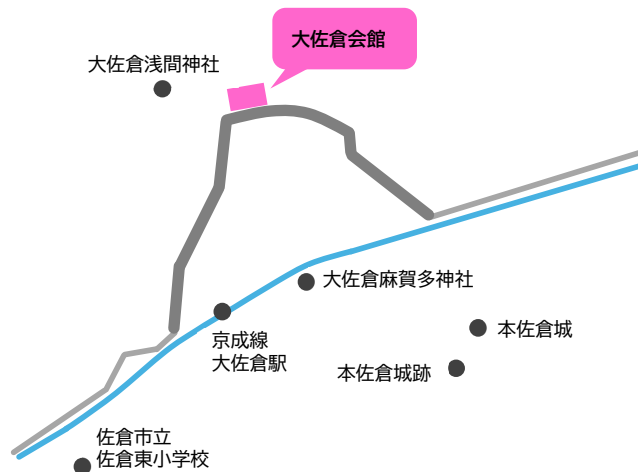 大佐倉会館
大佐倉浅間神社
大佐倉麻賀多神社
本佐倉城
京成線
大佐倉駅
本佐倉城跡
佐倉市立
佐倉東小学校